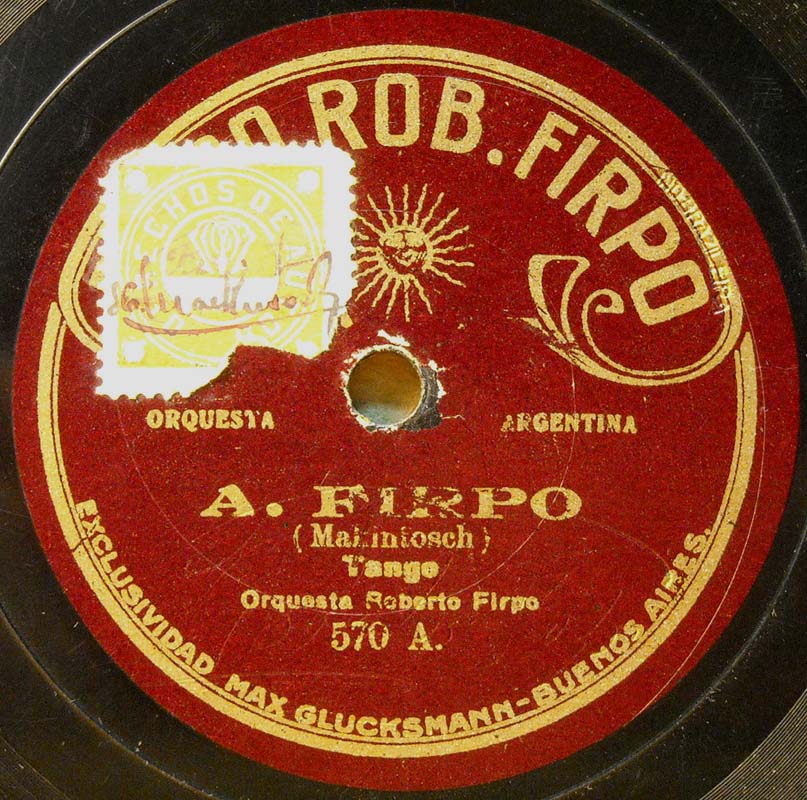 ROB. FIRPO
ORQUESTA ARGENTINA
A. FIRPO
(Makintosch)
Tango
Orquesta Roberto Firpo
570 A.
EXCLUSIVIDAD MAX GLUCKSMANN-BUENOS AIRES.